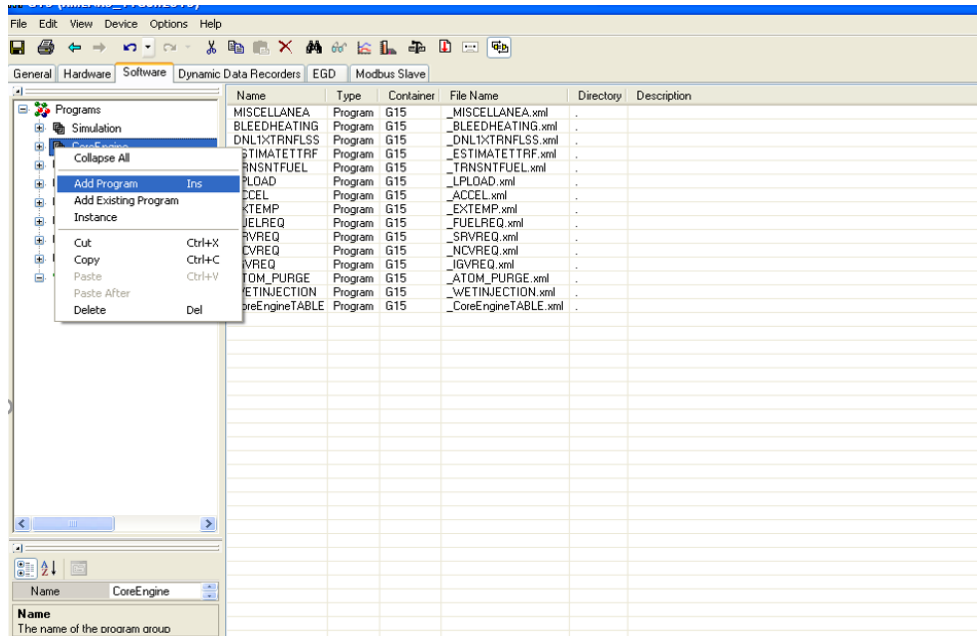 File Edit View Device Options Help
General Hardware Software Dynamic Data Recorders EGD Modbus Slave
Programs
Simulation
CoreEngine
Collapse All
Add Program Ins
Add Existing Program
Instance
Cut Ctrl+X
Copy Ctrl+C
Paste Ctrl+V
Paste After
Delete Del
Name Type Container File Name Directory Description
MISCELLANEA Program G15 _MISCELLANEA.xml .
BLEEDHEATING Program G15 _BLEEDHEATING.xml .
DNL1XTRNFLSS Program G15 _DNL1XTRNFLSS.xml .
STIMATETTRF Program G15 _ESTIMATETTRF.xml .
RNSNTFUEL Program G15 _TRNSNTFUEL.xml .
PLOAD Program G15 _LPLOAD.xml .
CCEL Program G15 _ACCEL.xml .
XTEMP Program G15 _EXTEMP.xml .
UELREQ Program G15 _FUELREQ.xml .
RVREQ Program G15 _SRVREQ.xml .
CVREQ Program G15 _NCVREQ.xml .
GVREQ Program G15 _IGVREQ.xml .
TOM_PURGE Program G15 _ATOM_PURGE.xml .
ETINJECTION Program G15 _WETINJECTION.xml .
oreEngineTABLE Program G15 _CoreEngineTABLE.xml .
Name CoreEngine
Name
The name of the program group